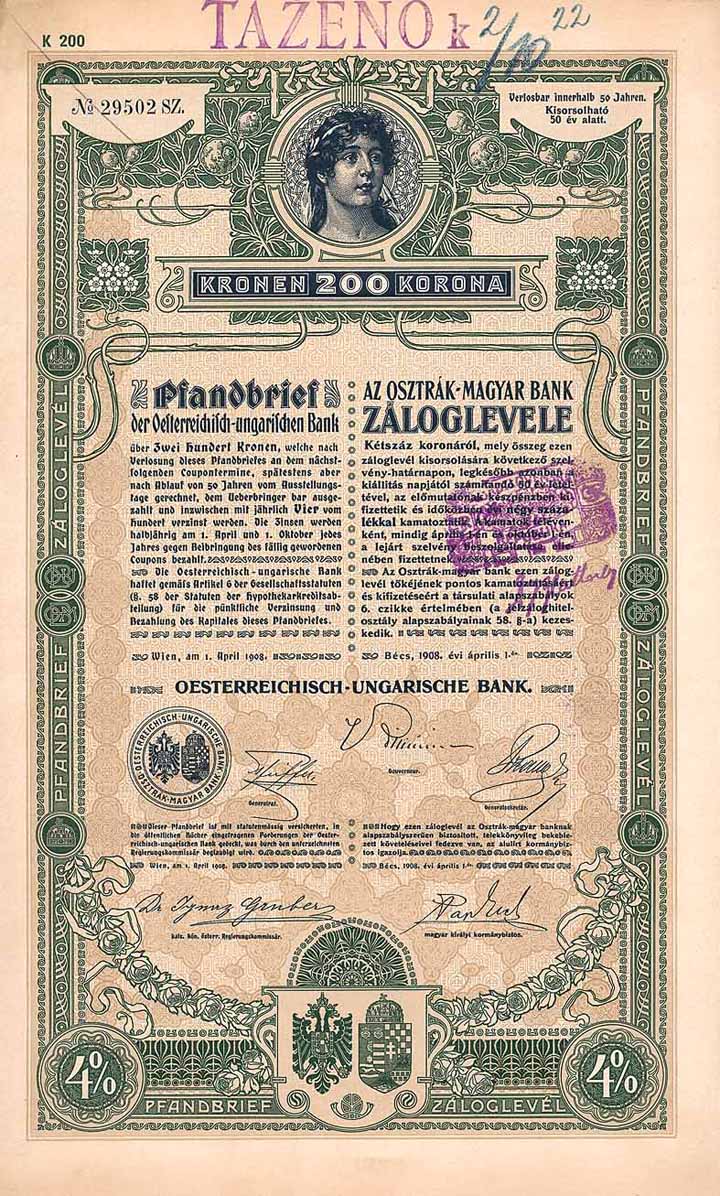 TAŽENO k 2/10 22
K 200
№ 29502 SZ.
Verlosbar innerhalb 50 Jahren.
Kisorsolható
50 év alatt.
KRONEN 200 KORONA
Pfandbrief
der Oesterreichisch-ungarischen Bank
über Zwei Hundert Kronen, welche nach
Verlosung dieses Pfandbriefes an dem nächst-
folgenden Coupontermine, spätestens aber
nach Ablauf von 50 Jahren vom Ausstellungs-
tage gerechnet, dem Ueberbringer bar ausge-
zahlt und inzwischen mit jährlich Vier vom
Hundert verzinst werden. Die Zinsen werden
halbjährig am 1. April und 1. Oktober jedes
Jahres gegen Beibringung des fällig gewordenen
Coupons bezahlt.
Die Oesterreichisch-ungarische Bank
haftet gemäß Artikel 6 der Gesellschaftsstatuten
(§. 58 der Statuten der Hypothekarkreditsab-
teilung) für die pünktliche Verzinsung und
Bezahlung des Kapitales dieses Pfandbriefes.
Wien, am 1. April 1908.
AZ OSZTRÁK-MAGYAR BANK
ZÁLOGLEVELE
Kétszáz koronáról, mely összeg ezen
záloglevél kisorsolására következő szel-
vény-határnapon, legkésőbb azonban a
kiállítás napjától számítandó 50 év letel-
tével, az előmutatónak készpénzben ki-
fizettetik és időközben évi négy száza-
lékkal kamatoztatik. A kamatok féléven-
ként, mindig április 1-én és október 1-én,
a lejárt szelvény beszolgáltatása elle-
nében fizettetnek.
Az Osztrák-magyar bank ezen zálog-
levél tőkéjének pontos kamatoztatásáért
és kifizetéseért a társulati alapszabályok
6. czikke értelmében (a jelzáloghitel-
osztály alapszabályainak 58. §-a) kezes-
kedik.
Bécs, 1908. évi április 1-én
OESTERREICHISCH-UNGARISCHE BANK.
OESTERREICHISCH-UNGARISCHE BANK
OSZTRÁK-MAGYAR BANK
Generalrat.
Gouverneur.
Generalsekretär.
Dieser Pfandbrief ist mit statutenmässig versicherten, in
die öffentlichen Bücher eingetragenen Forderungen der Oester-
reichisch-ungarischen Bank gedeckt, was durch den unterzeichneten
Regierungskommissär beglaubigt wird.
Wien, am 1. April 1908.
Hogy ezen záloglevél az Osztrák-magyar banknak
alapszabályszerűen biztosított, telekkönyvileg bekeble-
zett követeléseivel fedezve van, az alulírt kormánybiz-
tos igazolja.
Bécs, 1908. évi április 1-én
Dr Ignaz Gruber
kais. kön. österr. Regierungskommissär.
magyar királyi kormánybiztos.
ZÁLOGLEVÉL
PFANDBRIEF
PFANDBRIEF
ZÁLOGLEVÉL
4%
PFANDBRIEF
ZÁLOGLEVÉL
4%